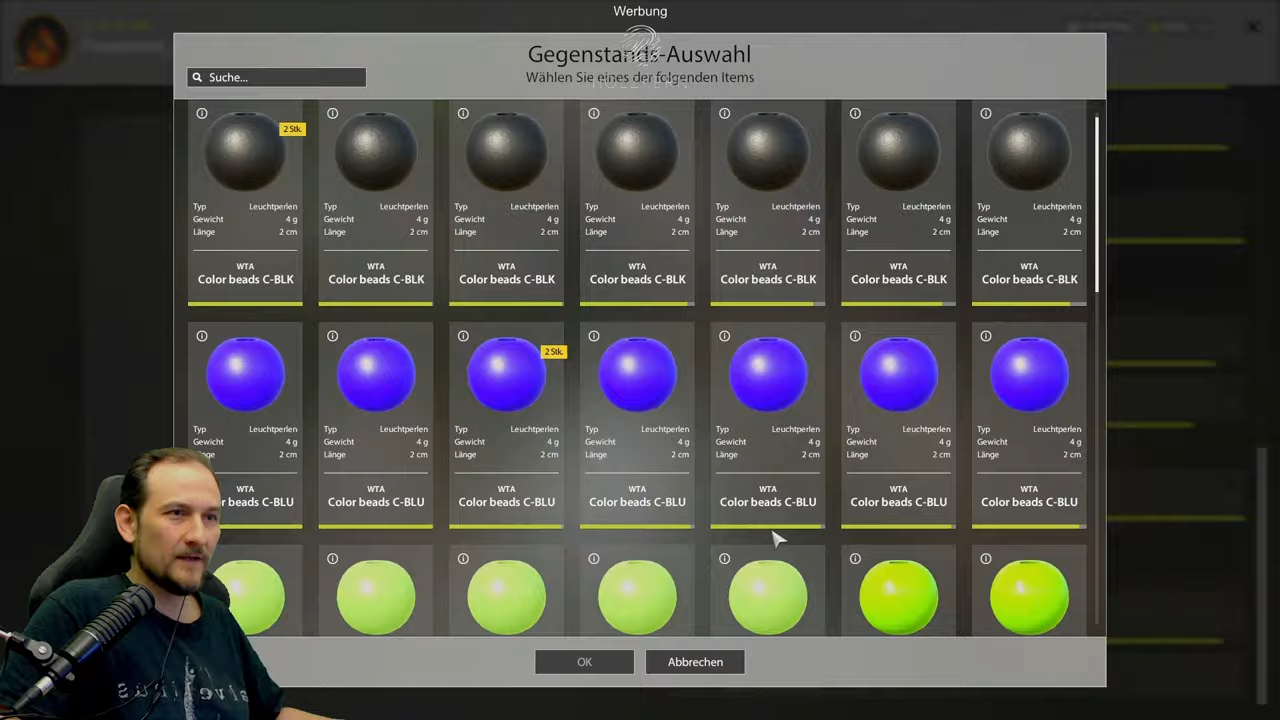 Werbung
Gegenstands-Auswahl
Wählen Sie eines der folgenden Items
Suche...
2 Stk.
Typ Leuchtperlen
Gewicht 4 g
Länge 2 cm
WTA
Color beads C-BLK
Typ Leuchtperlen
Gewicht 4 g
Länge 2 cm
WTA
Color beads C-BLK
Typ Leuchtperlen
Gewicht 4 g
Länge 2 cm
WTA
Color beads C-BLK
Typ Leuchtperlen
Gewicht 4 g
Länge 2 cm
WTA
Color beads C-BLK
Typ Leuchtperlen
Gewicht 4 g
Länge 2 cm
WTA
Color beads C-BLK
Typ Leuchtperlen
Gewicht 4 g
Länge 2 cm
WTA
Color beads C-BLK
Typ Leuchtperlen
Gewicht 4 g
Länge 2 cm
WTA
Color beads C-BLK
Typ Leuchtperlen
Gewicht 4 g
Länge 2 cm
WTA
beads C-BLU
Typ Leuchtperlen
Gewicht 4 g
Länge 2 cm
WTA
Color beads C-BLU
2 Stk.
Typ Leuchtperlen
Gewicht 4 g
Länge 2 cm
WTA
Color beads C-BLU
Typ Leuchtperlen
Gewicht 4 g
Länge 2 cm
WTA
Color beads C-BLU
Typ Leuchtperlen
Gewicht 4 g
Länge 2 cm
WTA
Color beads C-BLU
Typ Leuchtperlen
Gewicht 4 g
Länge 2 cm
WTA
Color beads C-BLU
Typ Leuchtperlen
Gewicht 4 g
Länge 2 cm
WTA
Color beads C-BLU
OK
Abbrechen